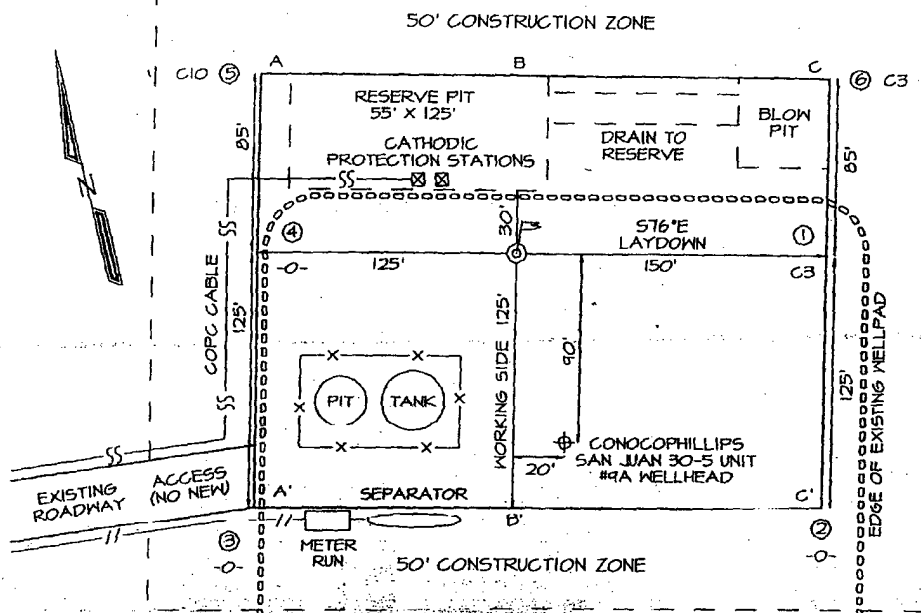 50' CONSTRUCTION ZONE
A
B
C
C10 ⑤
⑥ C3
RESERVE PIT
55' X 125'
BLOW
PIT
DRAIN TO
RESERVE
CATHODIC
PROTECTION STATIONS
85'
85'
N
30'
S76°E
LAYDOWN
④
①
-0-
125'
150'
C3
COPC CABLE
125'
WORKING SIDE 125'
90'
125'
EDGE OF EXISTING WELLPAD
PIT
TANK
CONOCOPHILLIPS
SAN JUAN 30-5 UNIT
#9A WELLHEAD
20'
EXISTING
ROADWAY
ACCESS
(NO NEW)
A'
SEPARATOR
B'
C'
③
-0-
METER
RUN
②
-0-
50' CONSTRUCTION ZONE